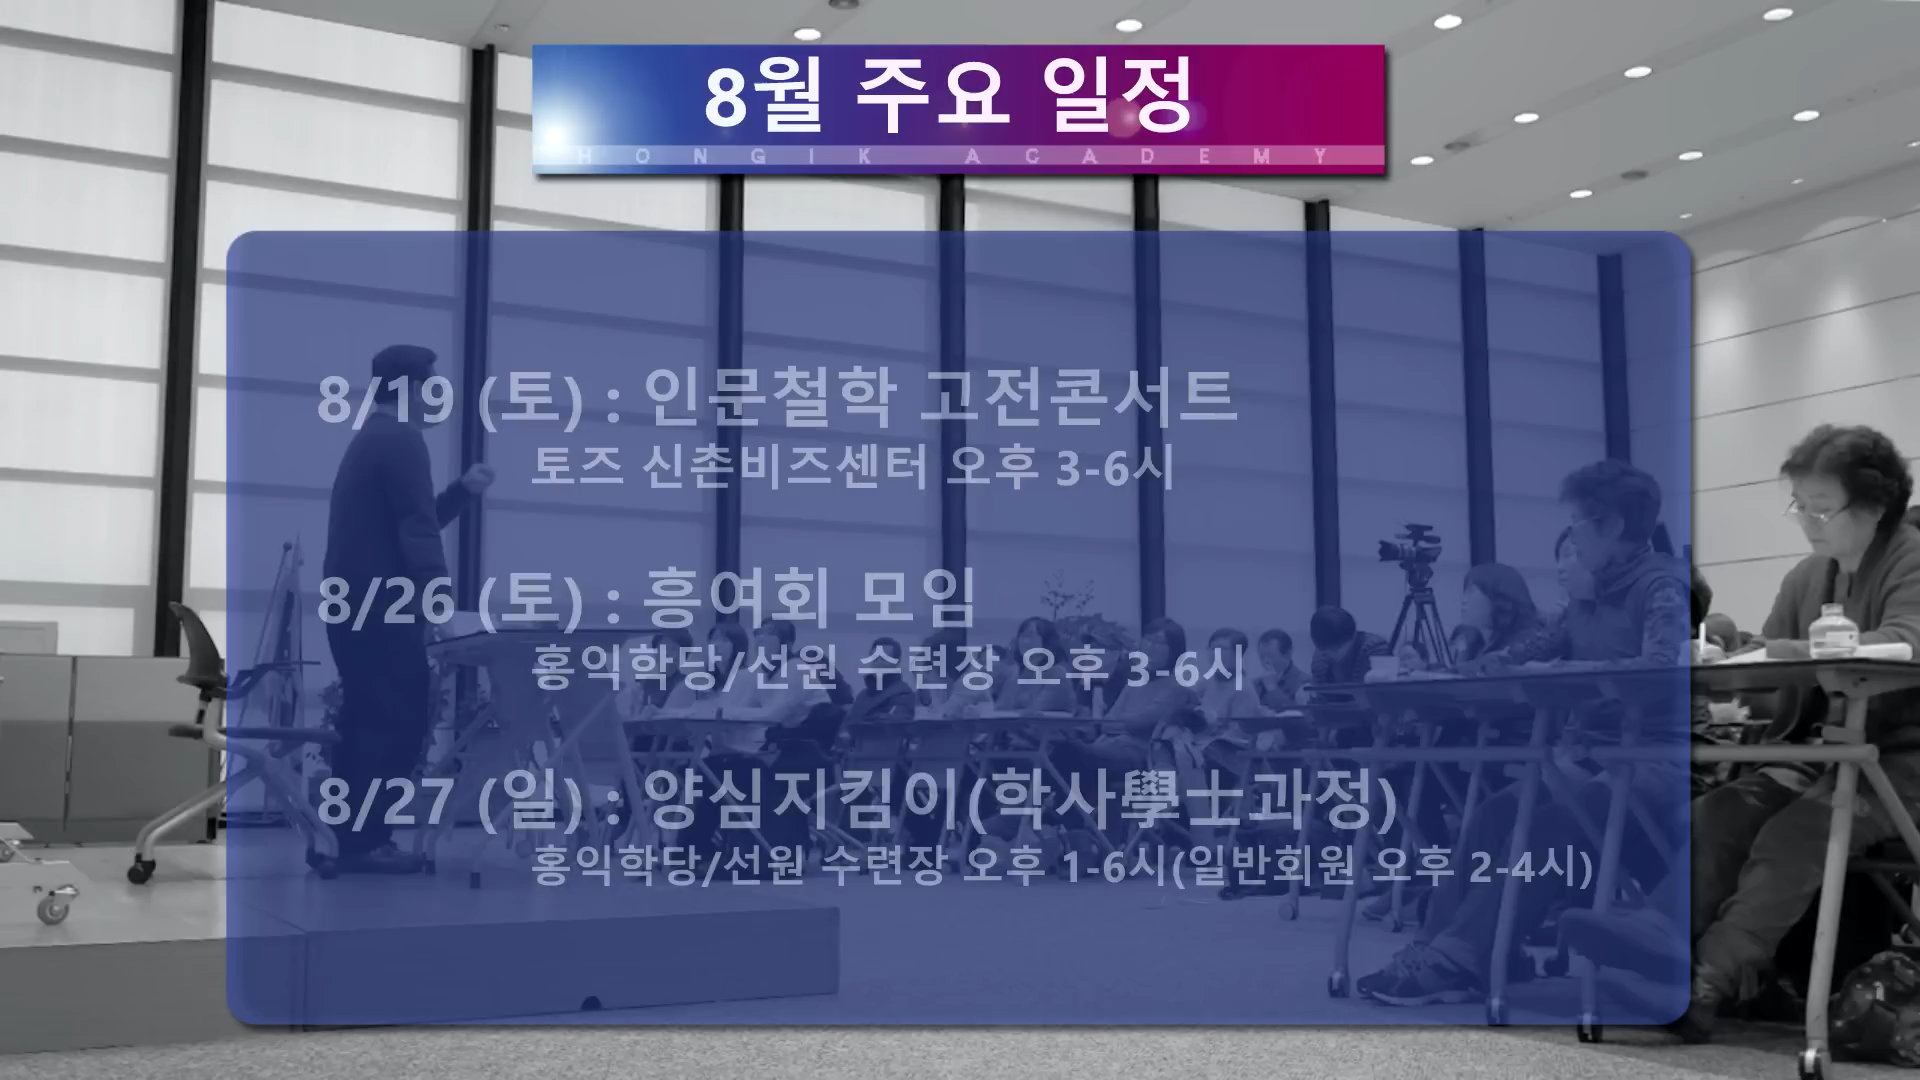 8월 주요 일정
HONGIK ACADEMY
8/19 (토) : 인문철학 고전콘서트
토즈 신촌비즈센터 오후 3-6시
8/26 (토) : 흥여회 모임
홍익학당/선원 수련장 오후 3-6시
8/27 (일) : 양심지킴이(학사學士과정)
홍익학당/선원 수련장 오후 1-6시(일반회원 오후 2-4시)